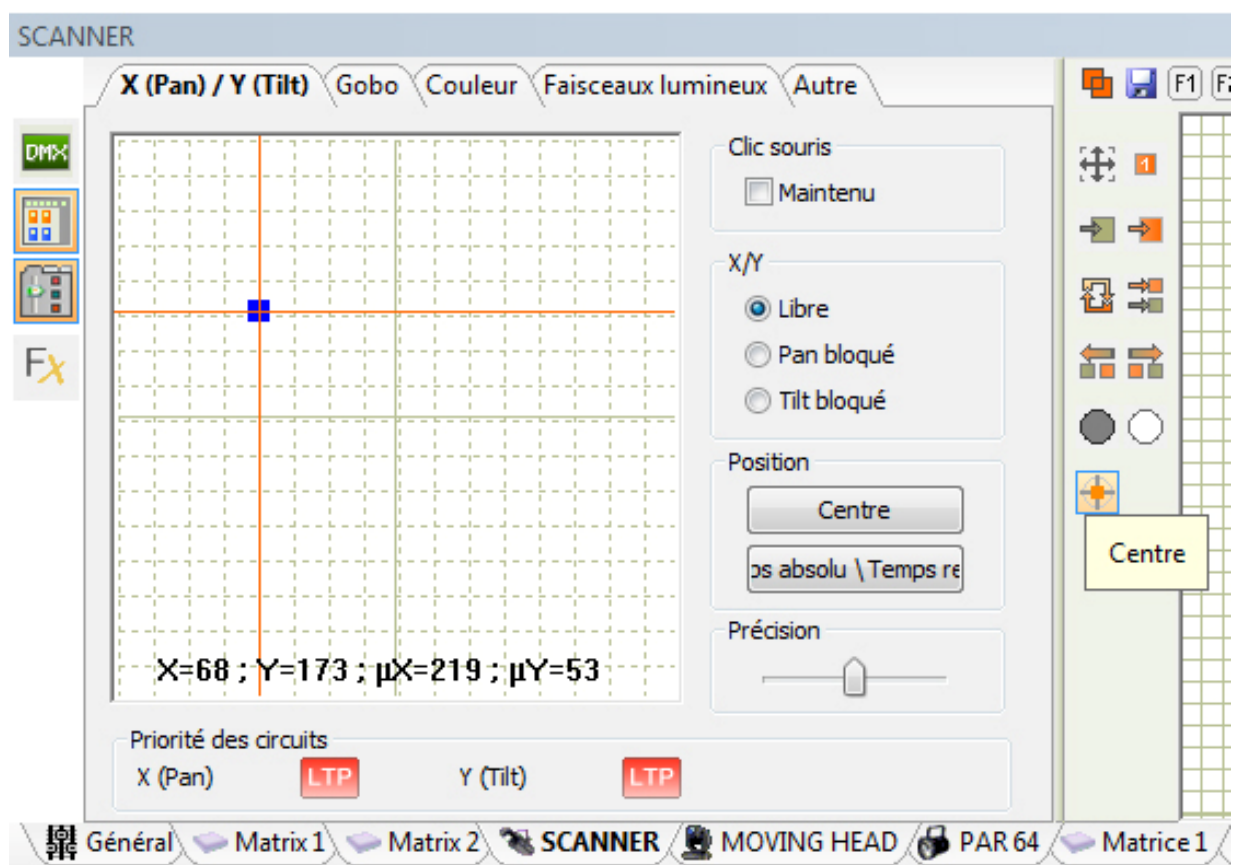 SCANNER
X (Pan) / Y (Tilt) Gobo Couleur Faisceaux lumineux Autre
F1
DMX
Clic souris
Maintenu
1
X/Y
Libre
Pan bloqué
Tilt bloqué
Fx
Position
Centre
absolu \ Temps
Centre
Précision
X=68 ; Y=173 ; µX=219 ; µY=53
Priorité des circuits
X (Pan) LTP Y (Tilt) LTP
Général Matrix 1 Matrix 2 SCANNER MOVING HEAD PAR 64 Matrice 1